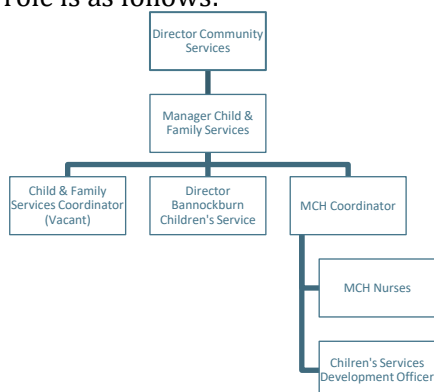 role is as follows:
Director Community
Services
Manager Child &
Family Services
Child & Family
Services Coordinator
(Vacant)
Director
Bannockburn
Children's Service
MCH Coordinator
MCH Nurses
Chilren's Services
Development Officer